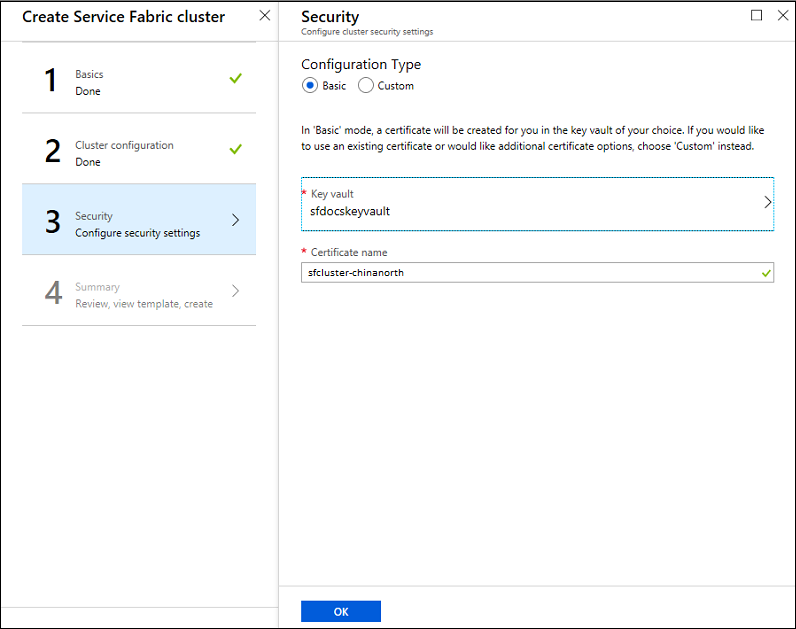 Create Service Fabric cluster
1
Basics
Done
2
Cluster configuration
Done
3
Security
Configure security settings
4
Summary
Review, view template, create
Security
Configure cluster security settings
Configuration Type
Basic
Custom
In 'Basic' mode, a certificate will be created for you in the key vault of your choice. If you would like
to use an existing certificate or would like additional certificate options, choose 'Custom' instead.
* Key vault
sfdocskeyvault
* Certificate name
sfcluster-chinanorth
OK